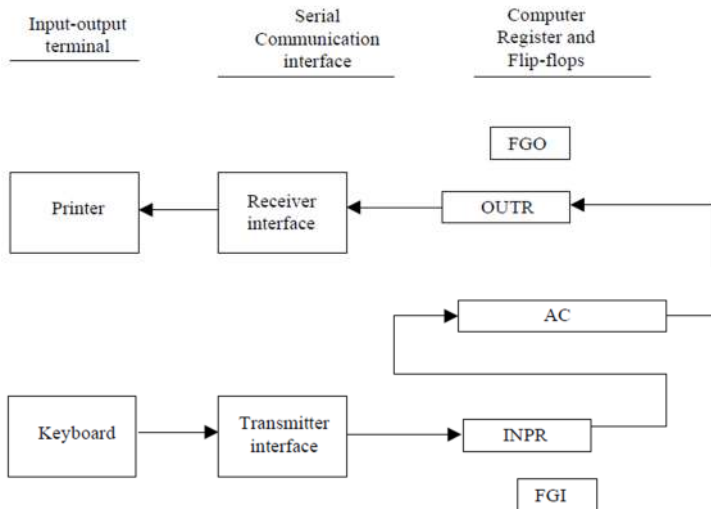 Input-output
terminal
Serial
Communication
interface
Computer
Register and
Flip-flops
FGO
Printer
Receiver
interface
OUTR
AC
Keyboard
Transmitter
interface
INPR
FGI